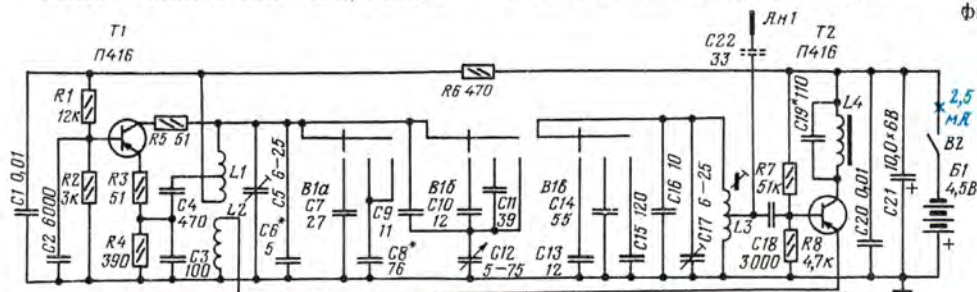 Ф
T1
П416
Ан1
C22
33
T2
П416
R6 470
R1
12к
R5 51
C19*110
L4
2,5
мА
B2
Б1
4,5В
C1 0,01
C2 6000
R2
3к
R3
51
C4
470
L1
L2
R4
390
C3
100
C6*
5
C5 6-25
В1а
C7
27
C9
11
C8*
76
В1б
C10
12
C11
39
C12
5-75
В1в
C14
55
C13
12
C15 120
C16 10
C17 6-25
L3
R7
51к
C18
3000
R8
4,7к
C20 0,01
C21 10,0×6В
+
+